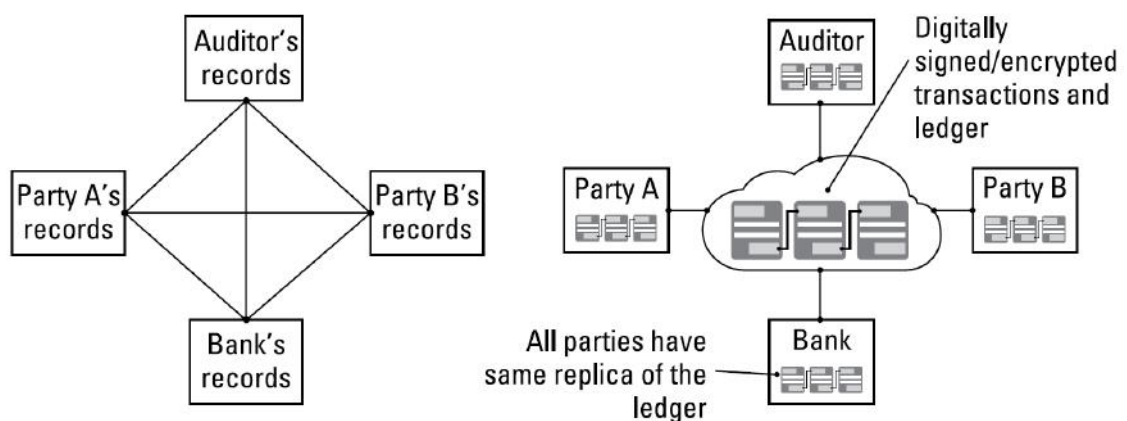 Auditor's
records
Party A's
records
Party B's
records
Bank's
records
Auditor
Digitally
signed/encrypted
transactions and
ledger
Party A
Party B
Bank
All parties have
same replica of the
ledger